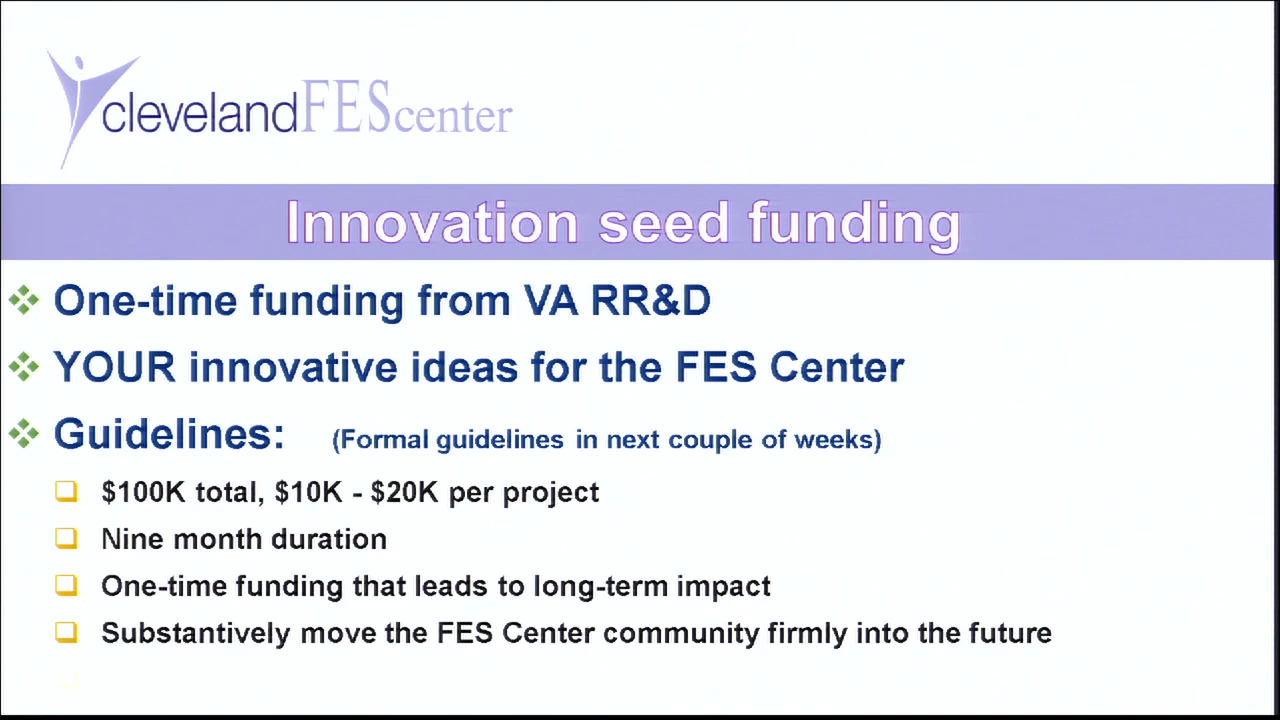 clevelandFEScenter
Innovation seed funding
One-time funding from VA RR&D
YOUR innovative ideas for the FES Center
Guidelines: (Formal guidelines in next couple of weeks)
$100K total, $10K - $20K per project
Nine month duration
One-time funding that leads to long-term impact
Substantively move the FES Center community firmly into the future